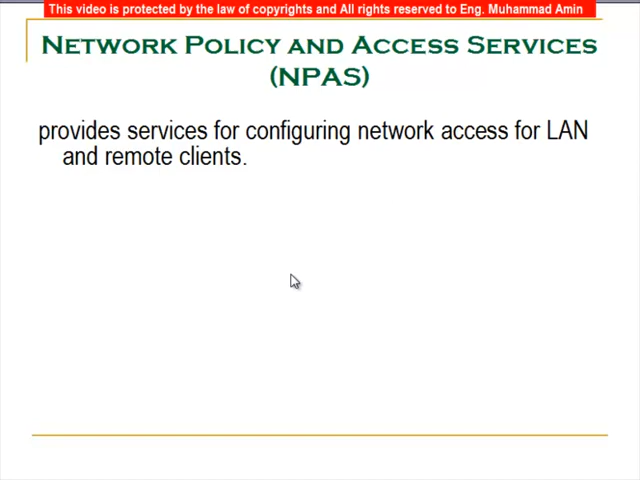 This video is protected by the law of copyrights and All rights reserved to Eng. Muhammad Amin
Network Policy and Access Services
(NPAS)
provides services for configuring network access for LAN
and remote clients.